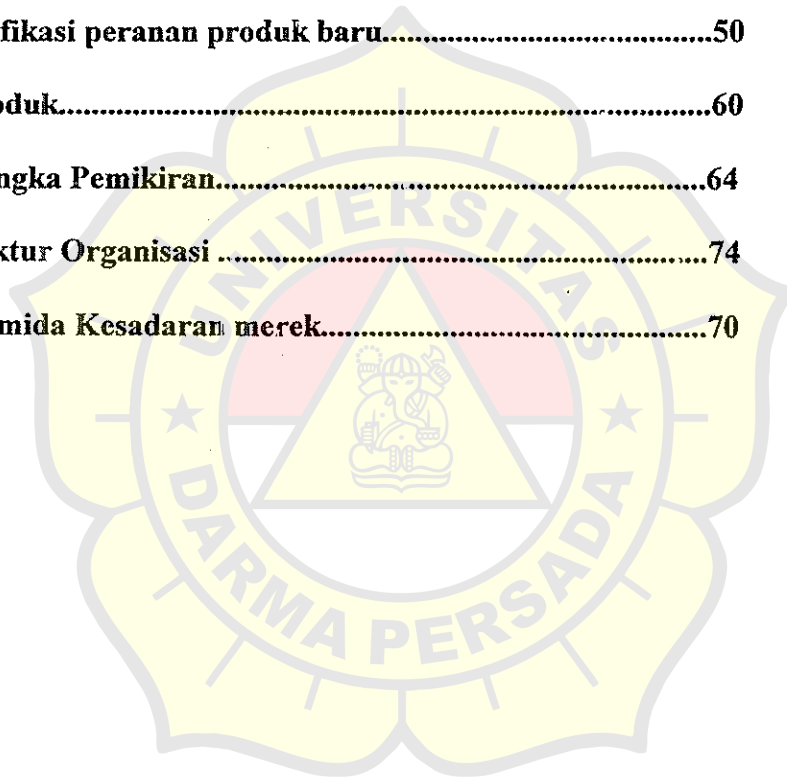 fikasi peranan produk baru..................................50
oduk..................................................................60
ngka Pemikiran..................................................64
ktur Organisasi ..................................................74
mida Kesadaran merek.......................................70
UNIVERSITAS
DARMA PERSADA